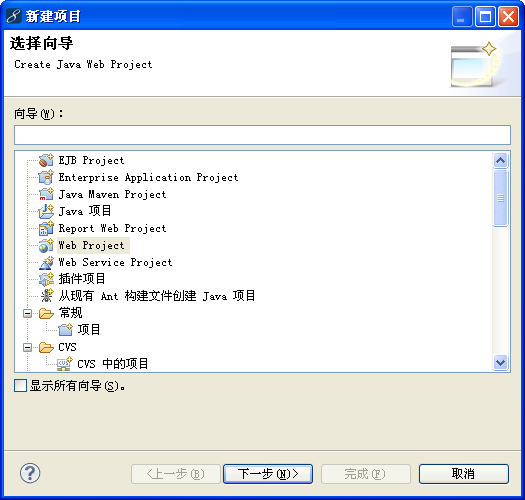 新建项目
选择向导
Create Java Web Project
向导(W)：
EJB Project
Enterprise Application Project
Java Maven Project
Java 项目
Report Web Project
Web Project
Web Service Project
插件项目
从现有 Ant 构建文件创建 Java 项目
常规
项目
CVS
CVS 中的项目
显示所有向导(S)。
<上一步(B)
下一步(N)>
完成(F)
取消